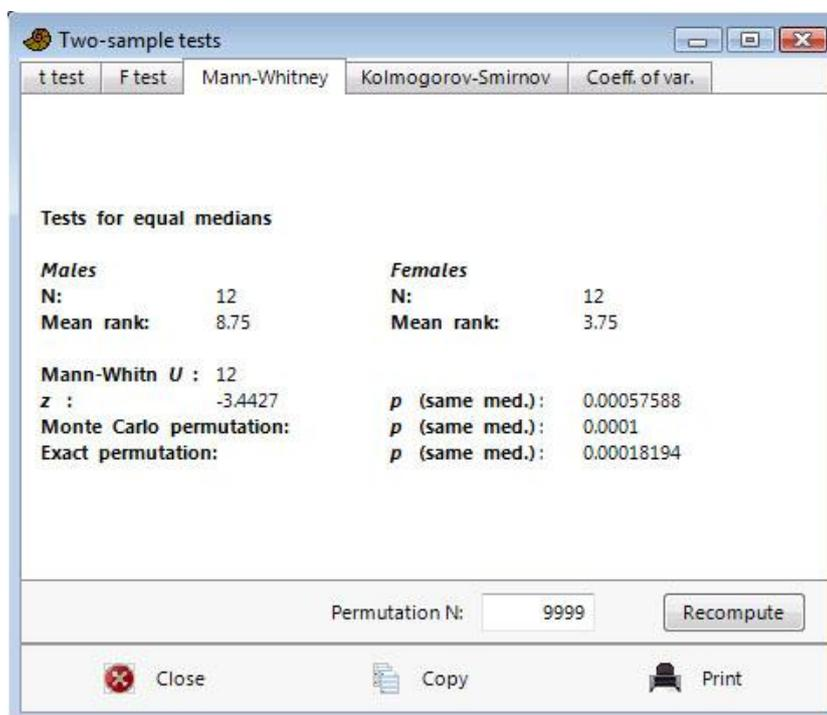 Two-sample tests
t test F test Mann-Whitney Kolmogorov-Smirnov Coeff. of var.
Tests for equal medians
Males Females
N: 12 N: 12
Mean rank: 8.75 Mean rank: 3.75
Mann-Whitn U : 12
z : -3.4427 p (same med.): 0.00057588
Monte Carlo permutation: p (same med.): 0.0001
Exact permutation: p (same med.): 0.00018194
Permutation N: 9999 Recompute
Close Copy Print